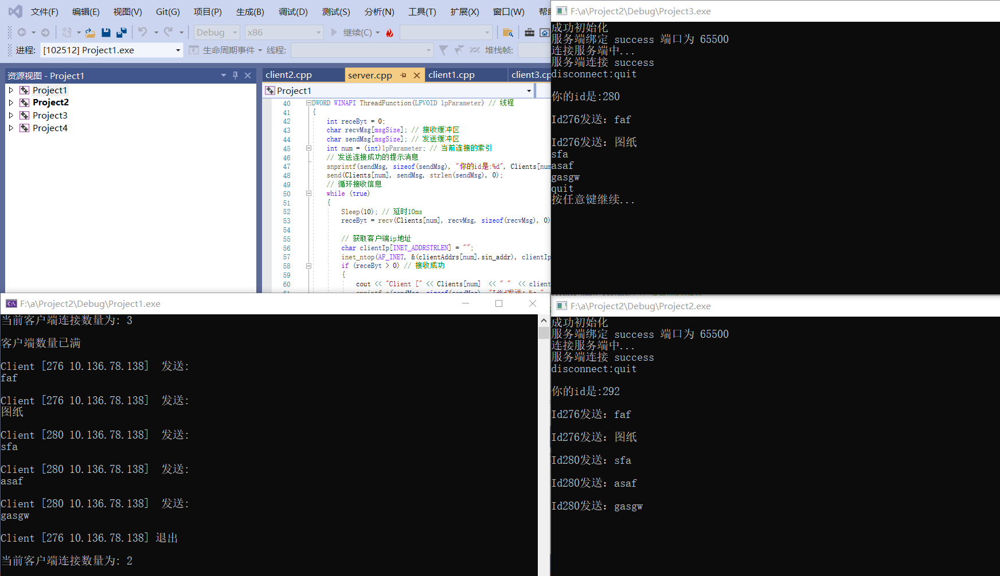 文件(F) 编辑(E) 视图(V) Git(G) 项目(P) 生成(B) 调试(D) 测试(S) 分析(N) 工具(T) 扩展(X) 窗口(W) 帮
Debug x86 继续(C)
进程: [102512] Project1.exe 生命周期事件 线程: 堆栈帧:
资源视图 - Project1
Project1
Project2
Project3
Project4
client2.cpp server.cpp client1.cpp client3.cp
Project1
40 DWORD WINAPI ThreadFunction(LPVOID lpParameter) // 线程
41 {
42 int receByt = 0;
43 char recvMsg[msgSize]; // 接收缓冲区
44 char sendMsg[msgSize]; // 发送缓冲区
45 int num = (int)lpParameter; // 当前连接的索引
46 // 发送连接成功的提示消息
47 snprintf(sendMsg, sizeof(sendMsg), "你的id是:%d", Clients[num
48 send(Clients[num], sendMsg, strlen(sendMsg), 0);
49 // 循环接收信息
50 while (true)
51 {
52 Sleep(10); // 延时10ms
53 receByt = recv(Clients[num], recvMsg, sizeof(recvMsg), 0)
54
55 // 获取客户端ip地址
56 char clientIp[INET_ADDRSTRLEN] = "";
57 inet_ntop(AF_INET, &(clientAddrs[num].sin_addr), clientIp
58 if (receByt > 0) // 接收成功
59 {
60 cout << "Client [" << Clients[num] << " " << client
F:\a\Project2\Debug\Project3.exe
成功初始化
服务端绑定 success 端口为 65500
连接服务端中...
服务端连接 success
disconnect:quit
你的id是:280
Id276发送：faf
Id276发送：图纸
sfa
asaf
gasgw
quit
按任意键继续...
F:\a\Project2\Debug\Project1.exe
当前客户端连接数量为: 3
客户端数量已满
Client [276 10.136.78.138] 发送:
faf
Client [276 10.136.78.138] 发送:
图纸
Client [280 10.136.78.138] 发送:
sfa
Client [280 10.136.78.138] 发送:
asaf
Client [280 10.136.78.138] 发送:
gasgw
Client [276 10.136.78.138] 退出
当前客户端连接数量为: 2
F:\a\Project2\Debug\Project2.exe
成功初始化
服务端绑定 success 端口为 65500
连接服务端中...
服务端连接 success
disconnect:quit
你的id是:292
Id276发送：faf
Id276发送：图纸
Id280发送：sfa
Id280发送：asaf
Id280发送：gasgw